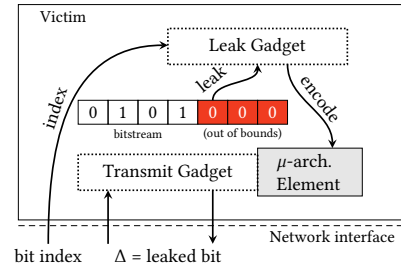 Victim
Leak Gadget
index
leak
encode
0 1 0 1 0 0 0
bitstream (out of bounds)
Transmit Gadget
μ-arch.
Element
Network interface
bit index Δ = leaked bit